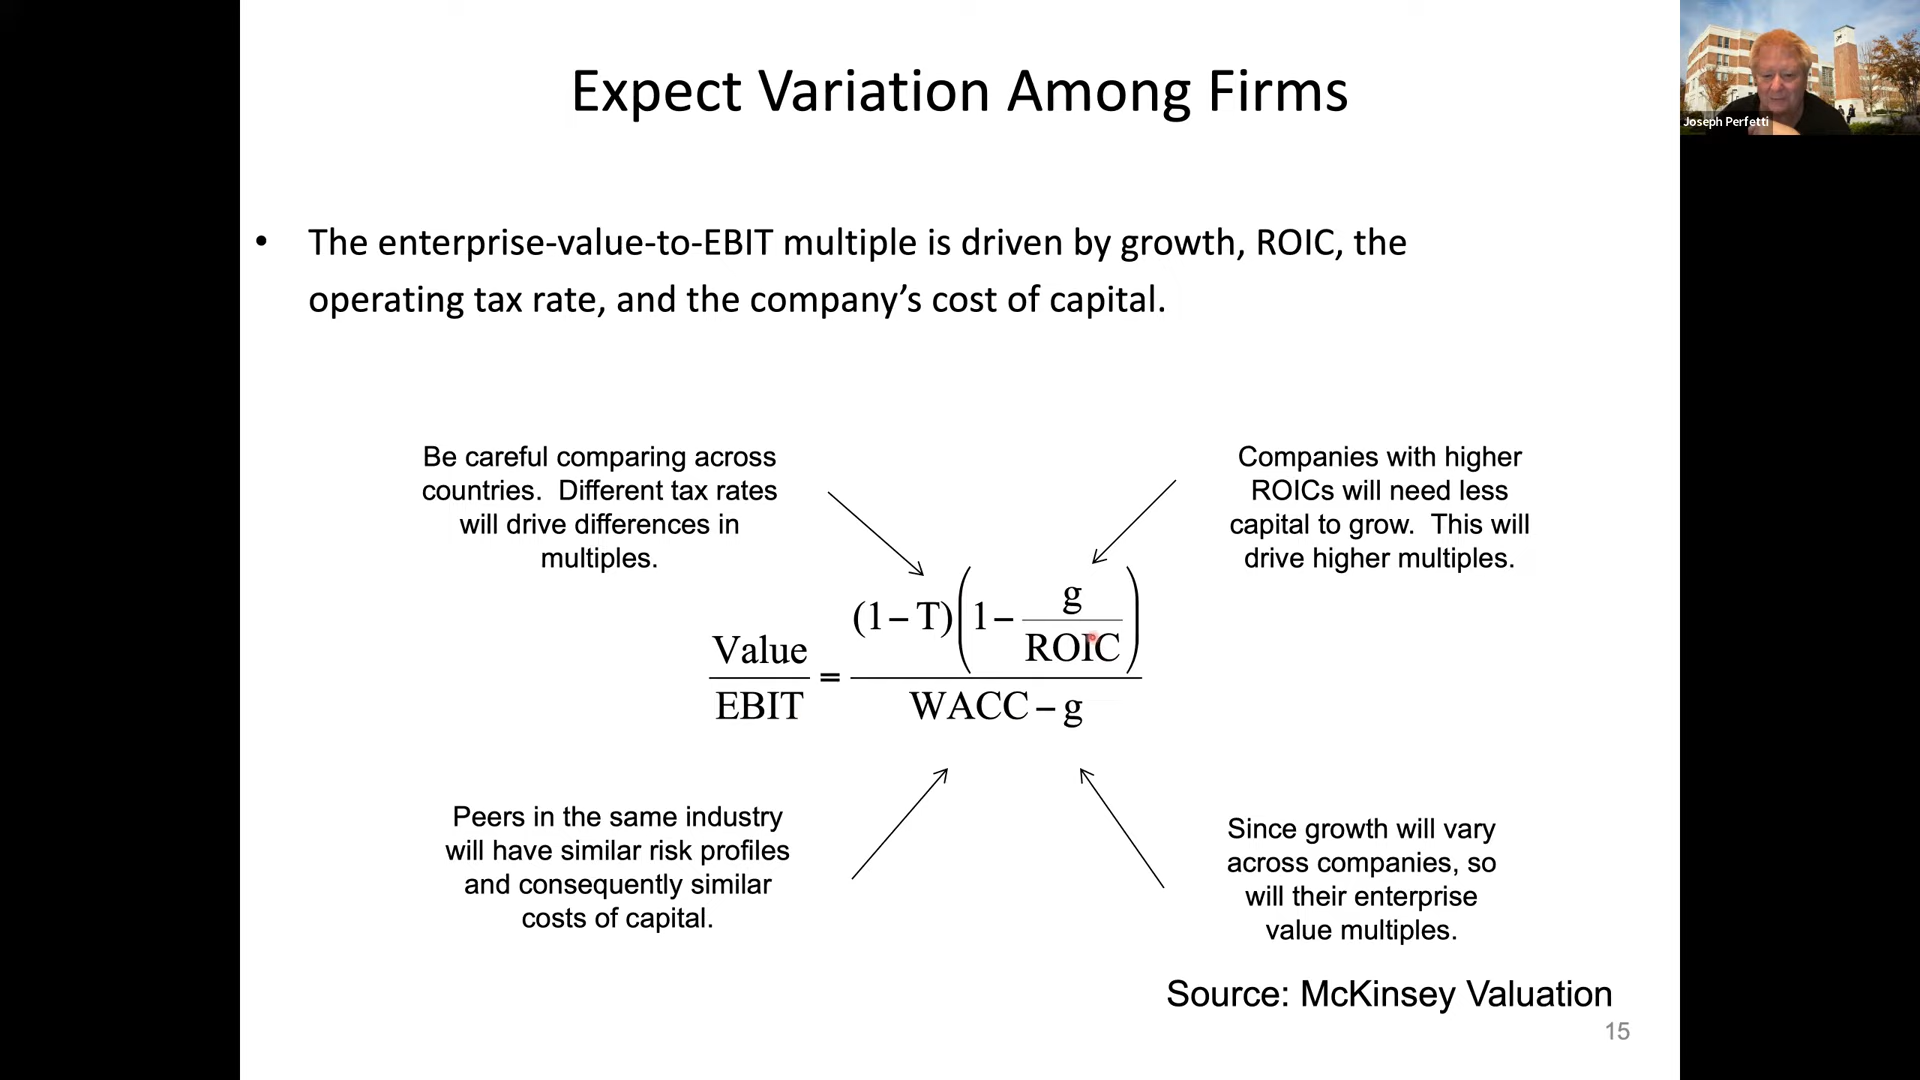 Expect Variation Among Firms
Joseph Perfetti
• The enterprise-value-to-EBIT multiple is driven by growth, ROIC, the
operating tax rate, and the company’s cost of capital.
Be careful comparing across
countries. Different tax rates
will drive differences in
multiples.
Companies with higher
ROICs will need less
capital to grow. This will
drive higher multiples.
Value
EBIT
=
(1 – T)(1 – g
ROIC)
WACC – g
Peers in the same industry
will have similar risk profiles
and consequently similar
costs of capital.
Since growth will vary
across companies, so
will their enterprise
value multiples.
Source: McKinsey Valuation
15